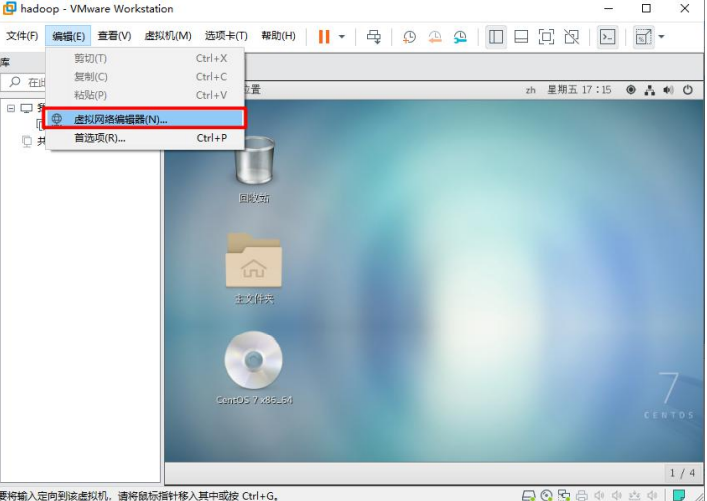 hadoop - VMware Workstation
文件(F) 编辑(E) 查看(V) 虚拟机(M) 选项卡(T) 帮助(H)
库
剪切(T) Ctrl+X
复制(C) Ctrl+C
粘贴(P) Ctrl+V
虚拟网络编辑器(N)...
首选项(R)... Ctrl+P
在此
我
共
置
zh 星期五 17：15
回收站
主文件夹
CentOS 7 x86_64
7
CENTOS
1 / 4
要将输入定向到该虚拟机，请将鼠标指针移入其中或按 Ctrl+G。